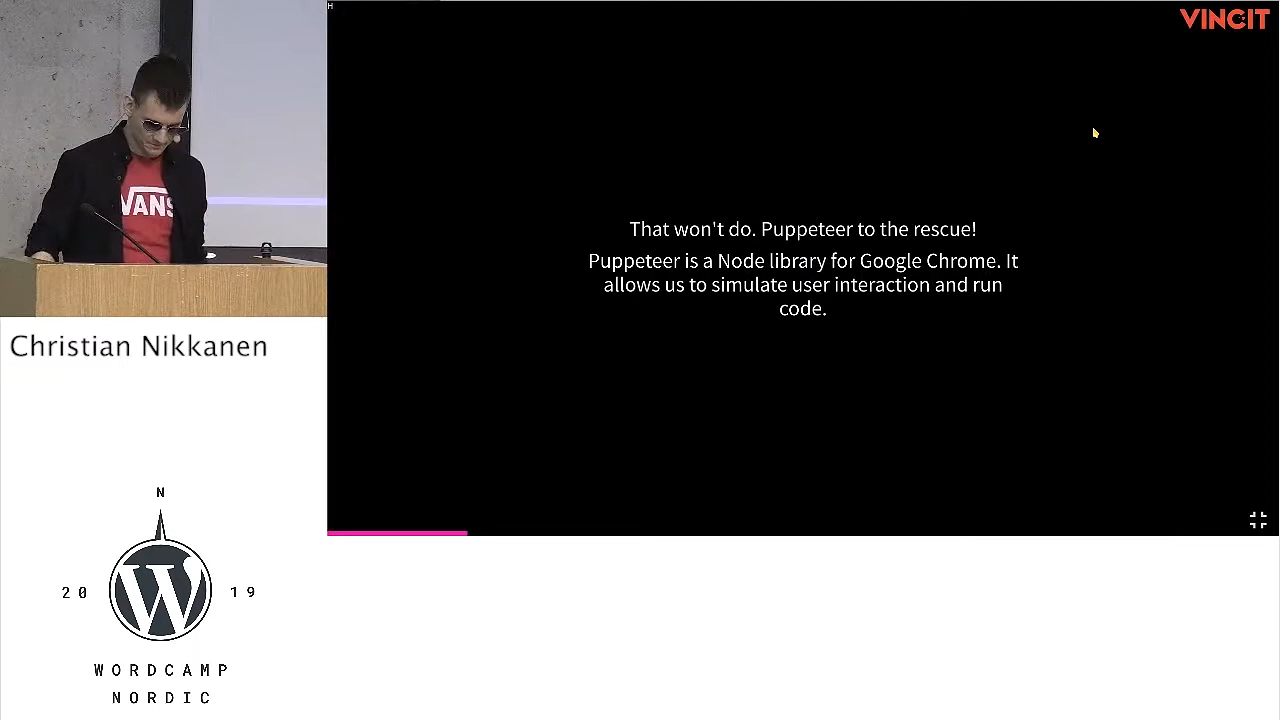 H
VINCIT
VANS
That won't do. Puppeteer to the rescue!
Puppeteer is a Node library for Google Chrome. It
allows us to simulate user interaction and run
code.
Christian Nikkanen
N
20 19
WORDCAMP
NORDIC